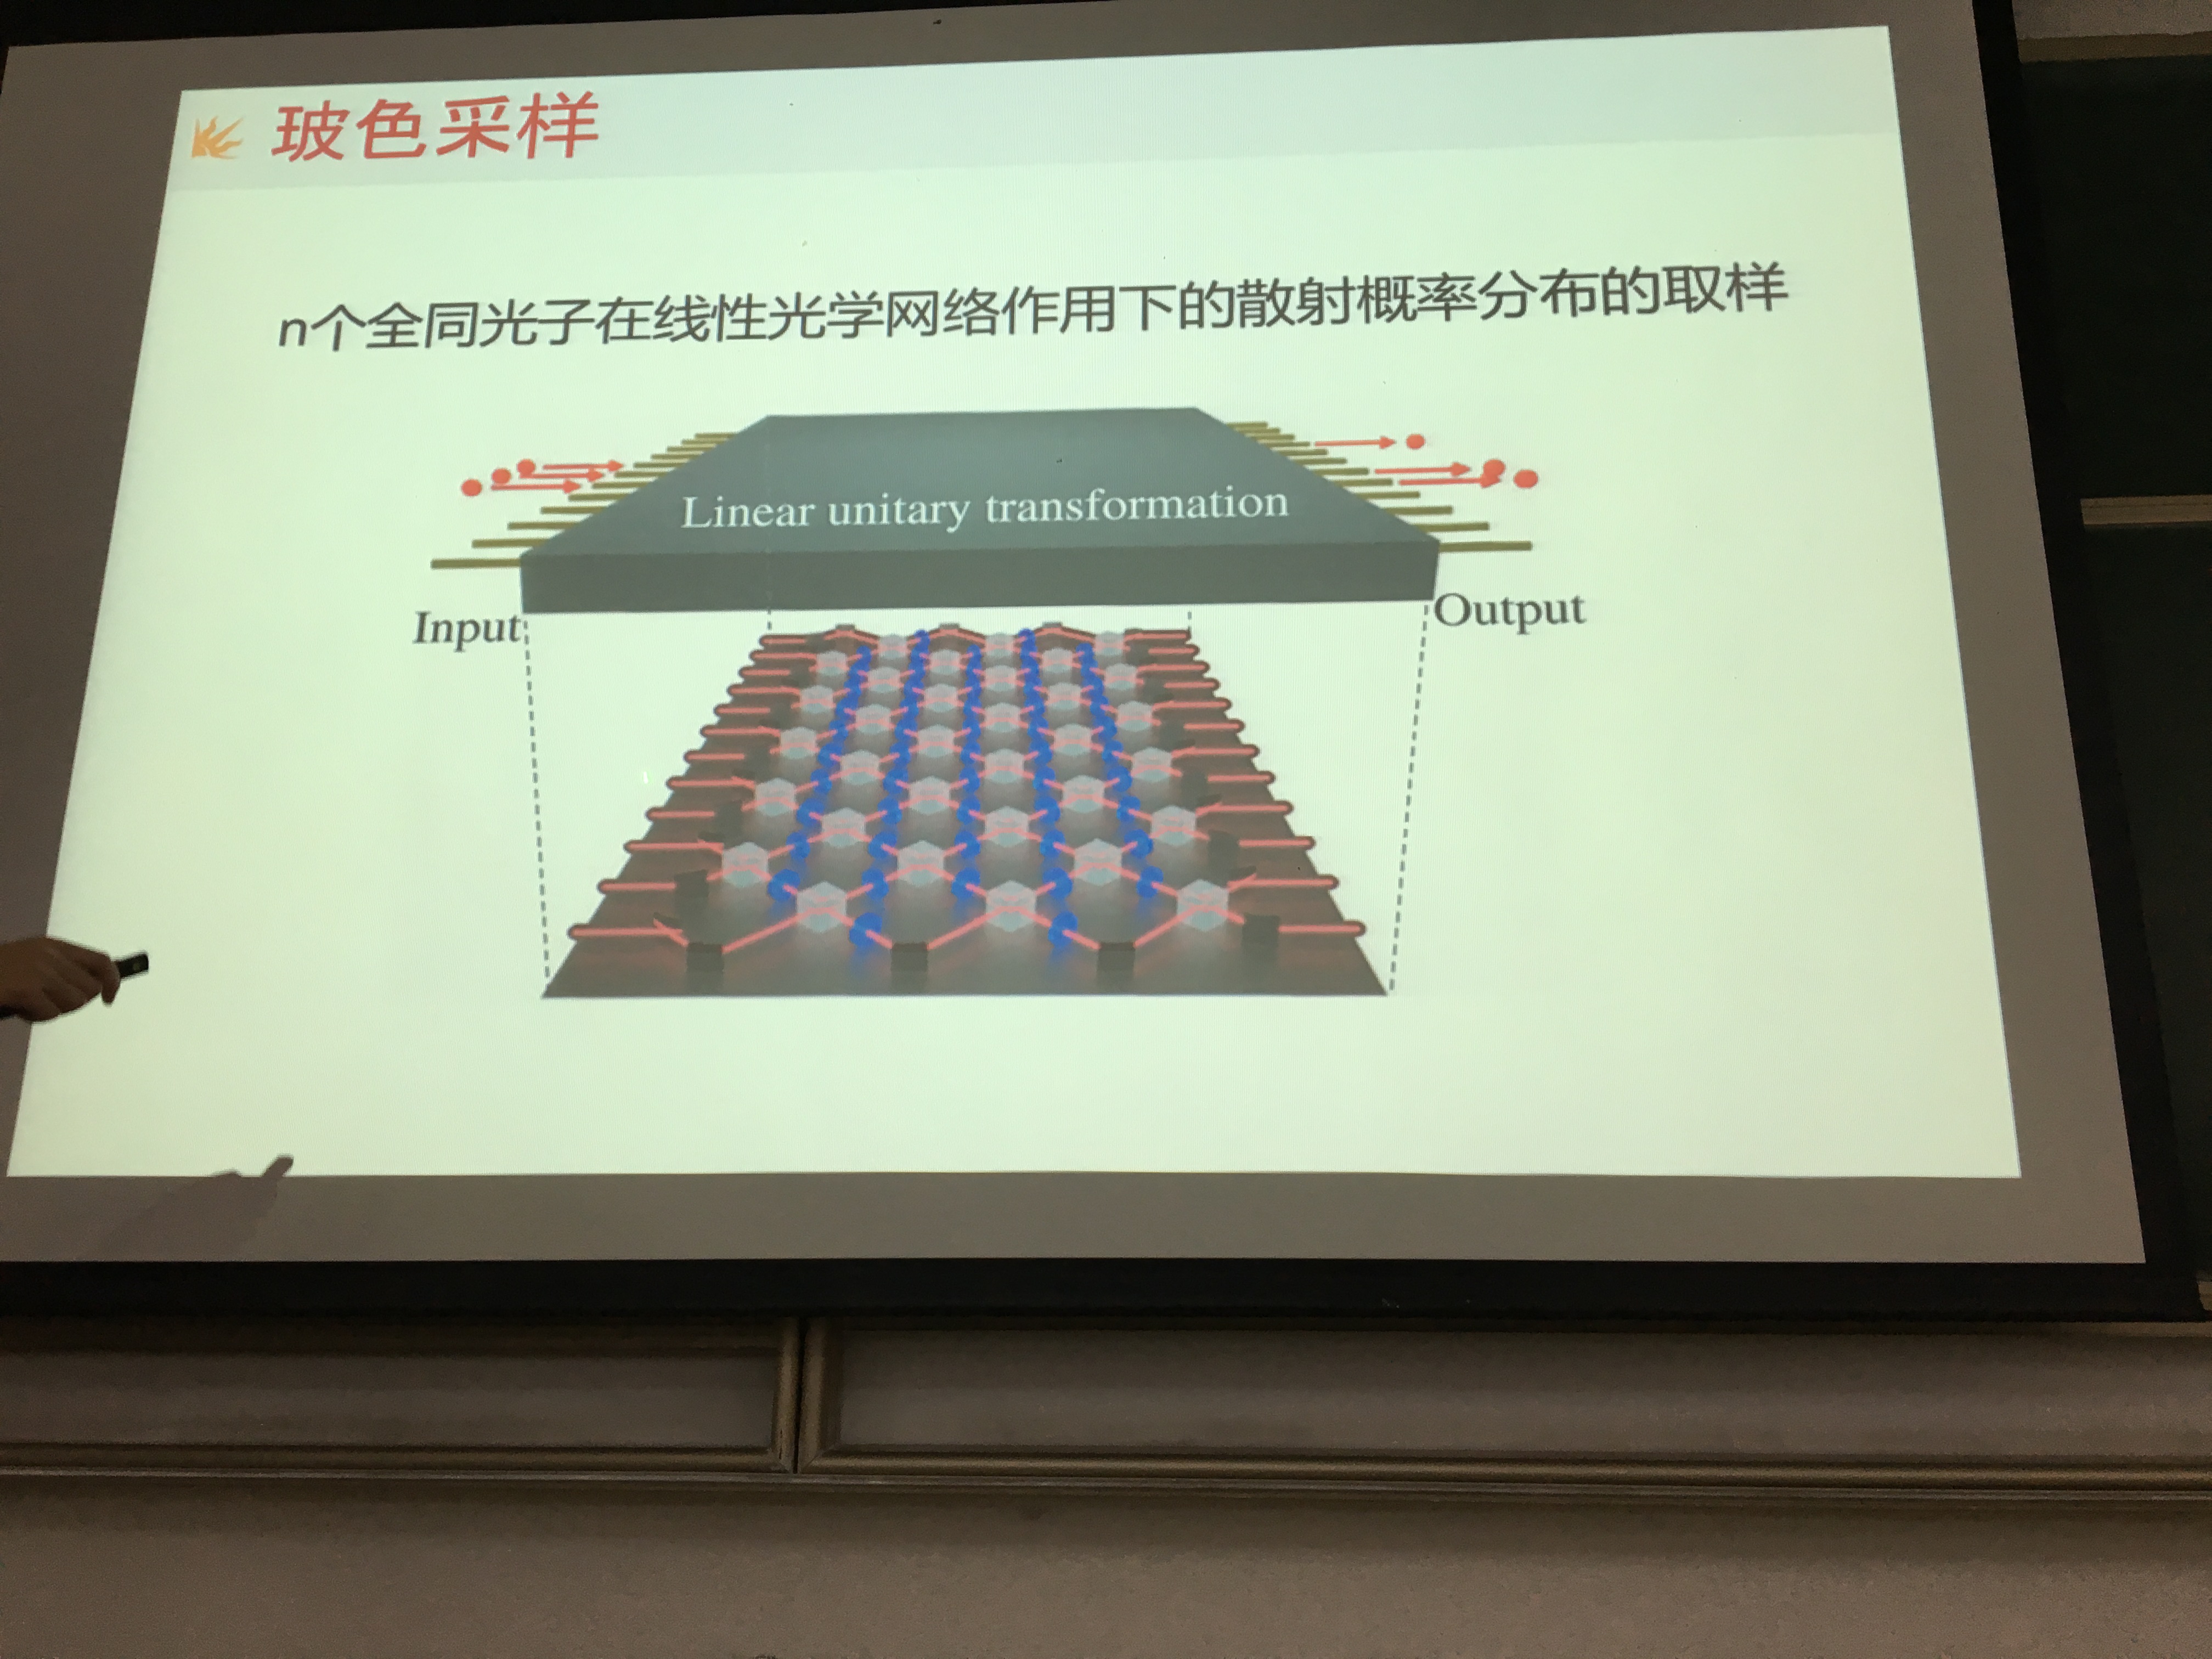 玻色采样
n个全同光子在线性光学网络作用下的散射概率分布的取样
Linear unitary transformation
Input
Output